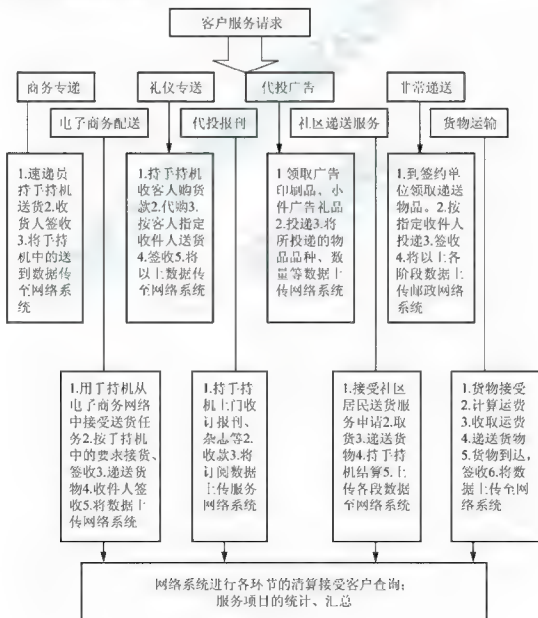 客户服务请求
商务专递
礼仪专送
代投广告
非常递送
电子商务配送
代投报刊
社区递送服务
货物运输
1.速递员
持手持机
送货2.收
货人签收
3.将手持
机中的送
到数据传
至网络系
统
1.持手持机
收客人购货
款2.代购3.
按客人指定
收件人送货
4.签收5.将
以上数据传
至网络系统
1 领取广告
印刷品、小
件广告礼品
2.投递3.将
所投递的物
品品种、数
量等数据上
传网络系统
1.到签约单
位领取递送
物品。2.按
指定收件人
投递3.签收
4.将以上各
阶段数据上
传邮政网络
系统
1.用手持机从
电子商务网络
中接受送货任
务2.按手持机
中的要求接货、
签收3.递送货
物4.收件人签
收5.将数据上
传网络系统
1.持手持
机上门收
订报刊、
杂志等2.
收款3.将
订阅数据
上传服务
网络系统
1.接受社区
居民送货服
务申请2.取
货3.递送货
物4.持手持
机结算5.上
传各段数据
至网络系统
1.货物接受
2.计算运费
3.收取运费
4.递送货物
5.货物到达,
签收6.将数
据上传至网
络系统
网络系统进行各环节的清算接受客户查询;
服务项目的统计、汇总